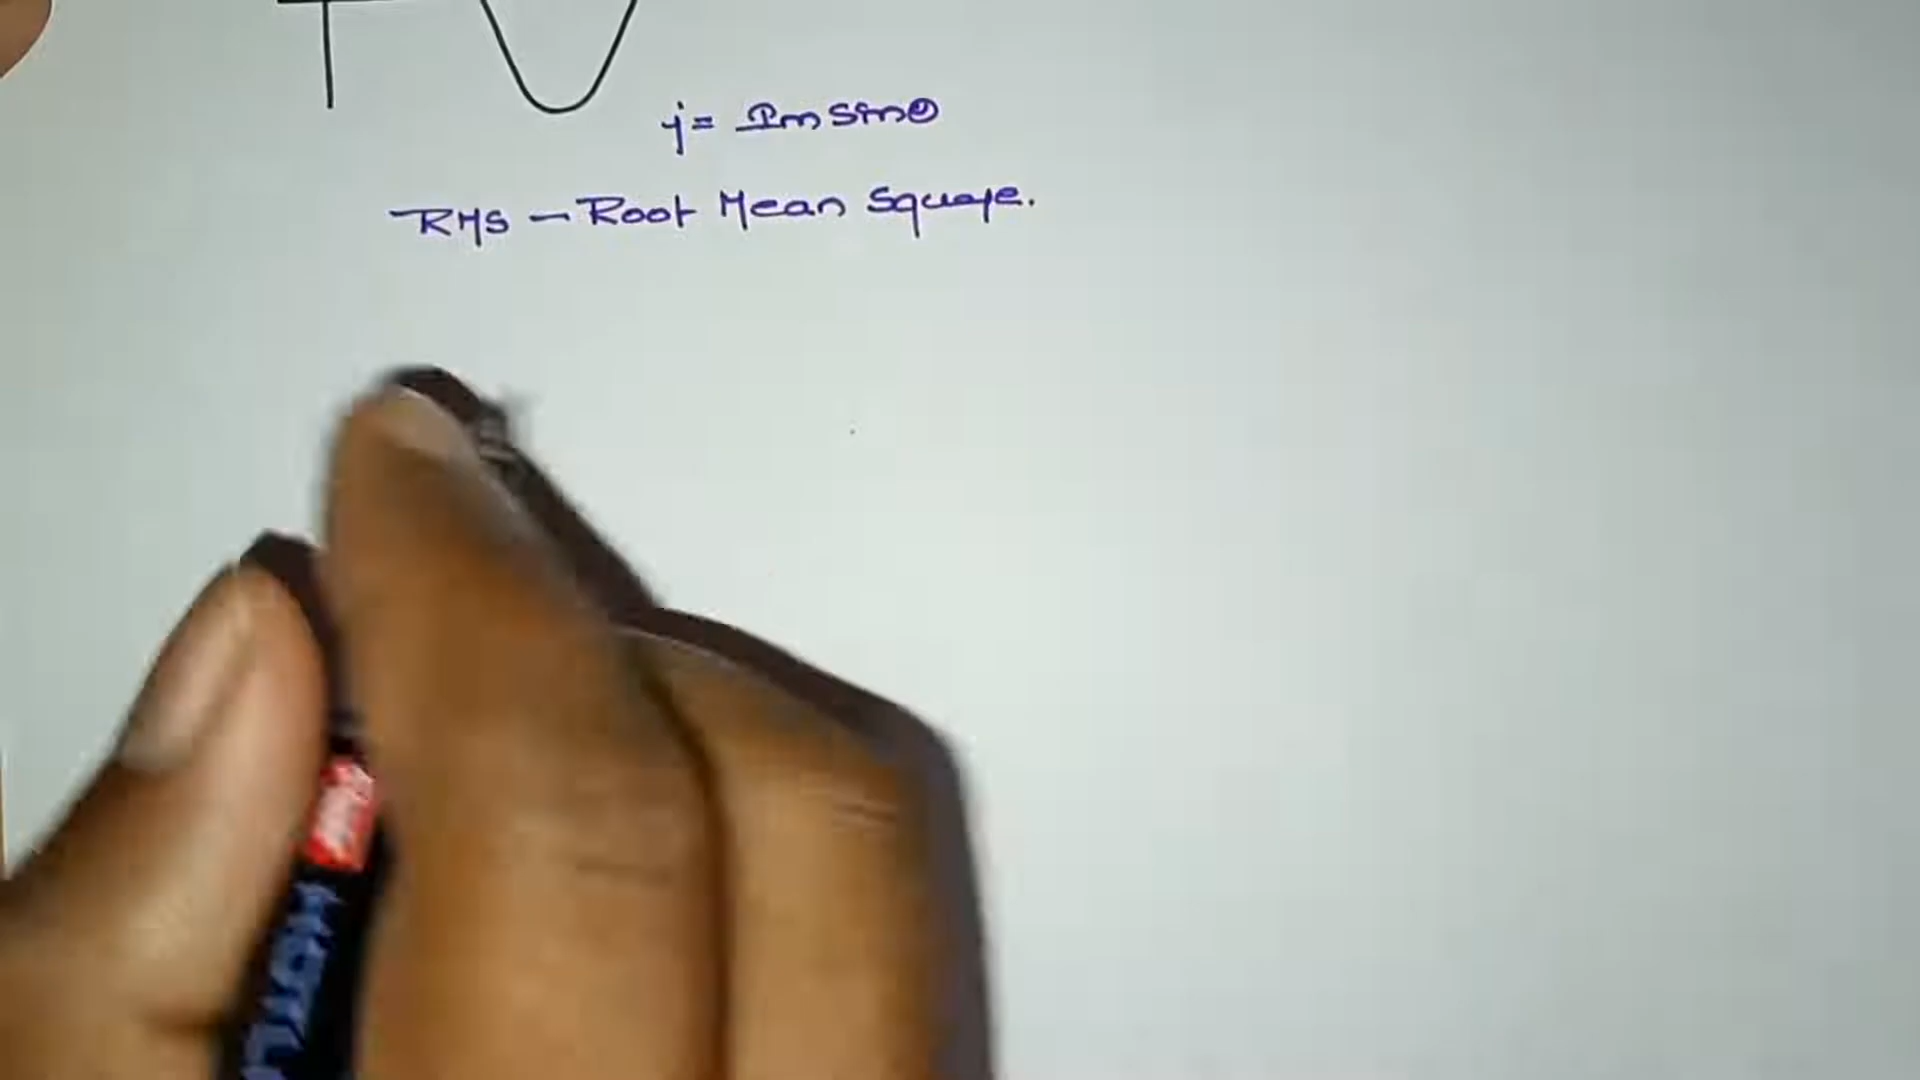 i = Im sinθ
RMS – Root Mean Square.